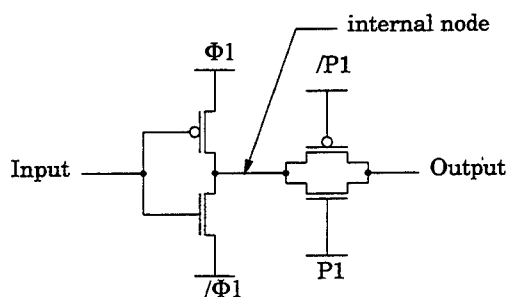 internal node
Φ1
/P1
Input
Output
/Φ1
P1